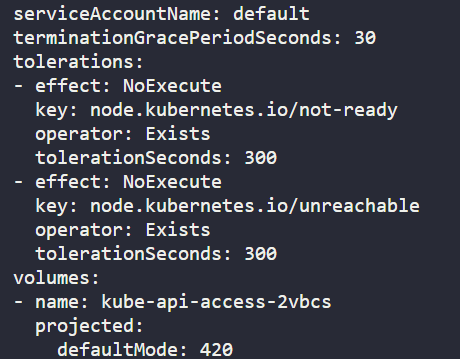 serviceAccountName: default
terminationGracePeriodSeconds: 30
tolerations:
- effect: NoExecute
  key: node.kubernetes.io/not-ready
  operator: Exists
  tolerationSeconds: 300
- effect: NoExecute
  key: node.kubernetes.io/unreachable
  operator: Exists
  tolerationSeconds: 300
volumes:
- name: kube-api-access-2vbcs
  projected:
    defaultMode: 420